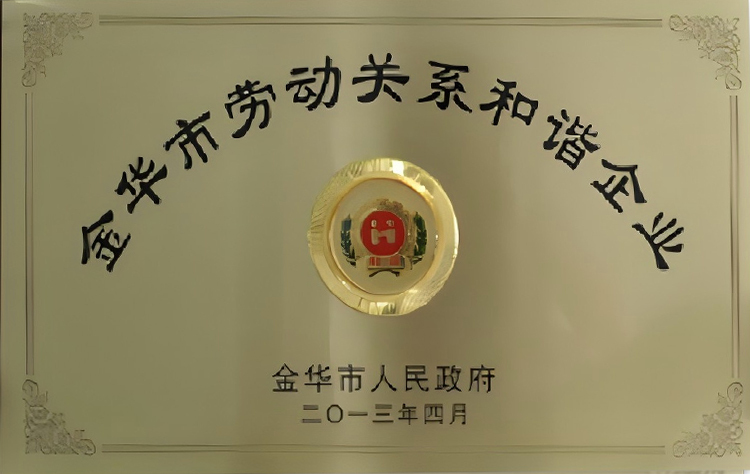 金华市劳动关系和谐企业
金华市人民政府
二〇一三年四月